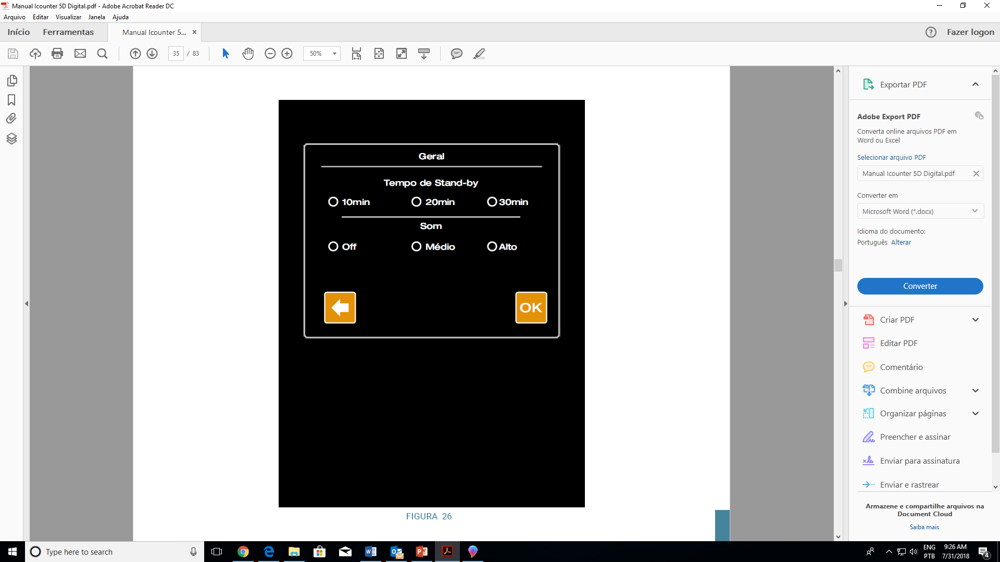 Manual Icounter 5D Digital.pdf - Adobe Acrobat Reader DC
Arquivo Editar Visualizar Janela Ajuda
Início Ferramentas Manual Icounter 5... × ? Fazer logon
35 / 83 50%
Exportar PDF
Adobe Export PDF
Converta online arquivos PDF em
Word ou Excel
Selecionar arquivo PDF
Manual Icounter 5D Digital.pdf
Converter em
Microsoft Word (*.docx)
Idioma do documento:
Português Alterar
Converter
Criar PDF
Editar PDF
Comentário
Combine arquivos
Organizar páginas
Preencher e assinar
Enviar para assinatura
Enviar e rastrear
Armazene e compartilhe arquivos na
Document Cloud
Saiba mais
Geral
Tempo de Stand-by
10min 20min 30min
Som
Off Médio Alto
OK
FIGURA 26
Type here to search
ENG
PTB
9:26 AM
7/31/2018
4